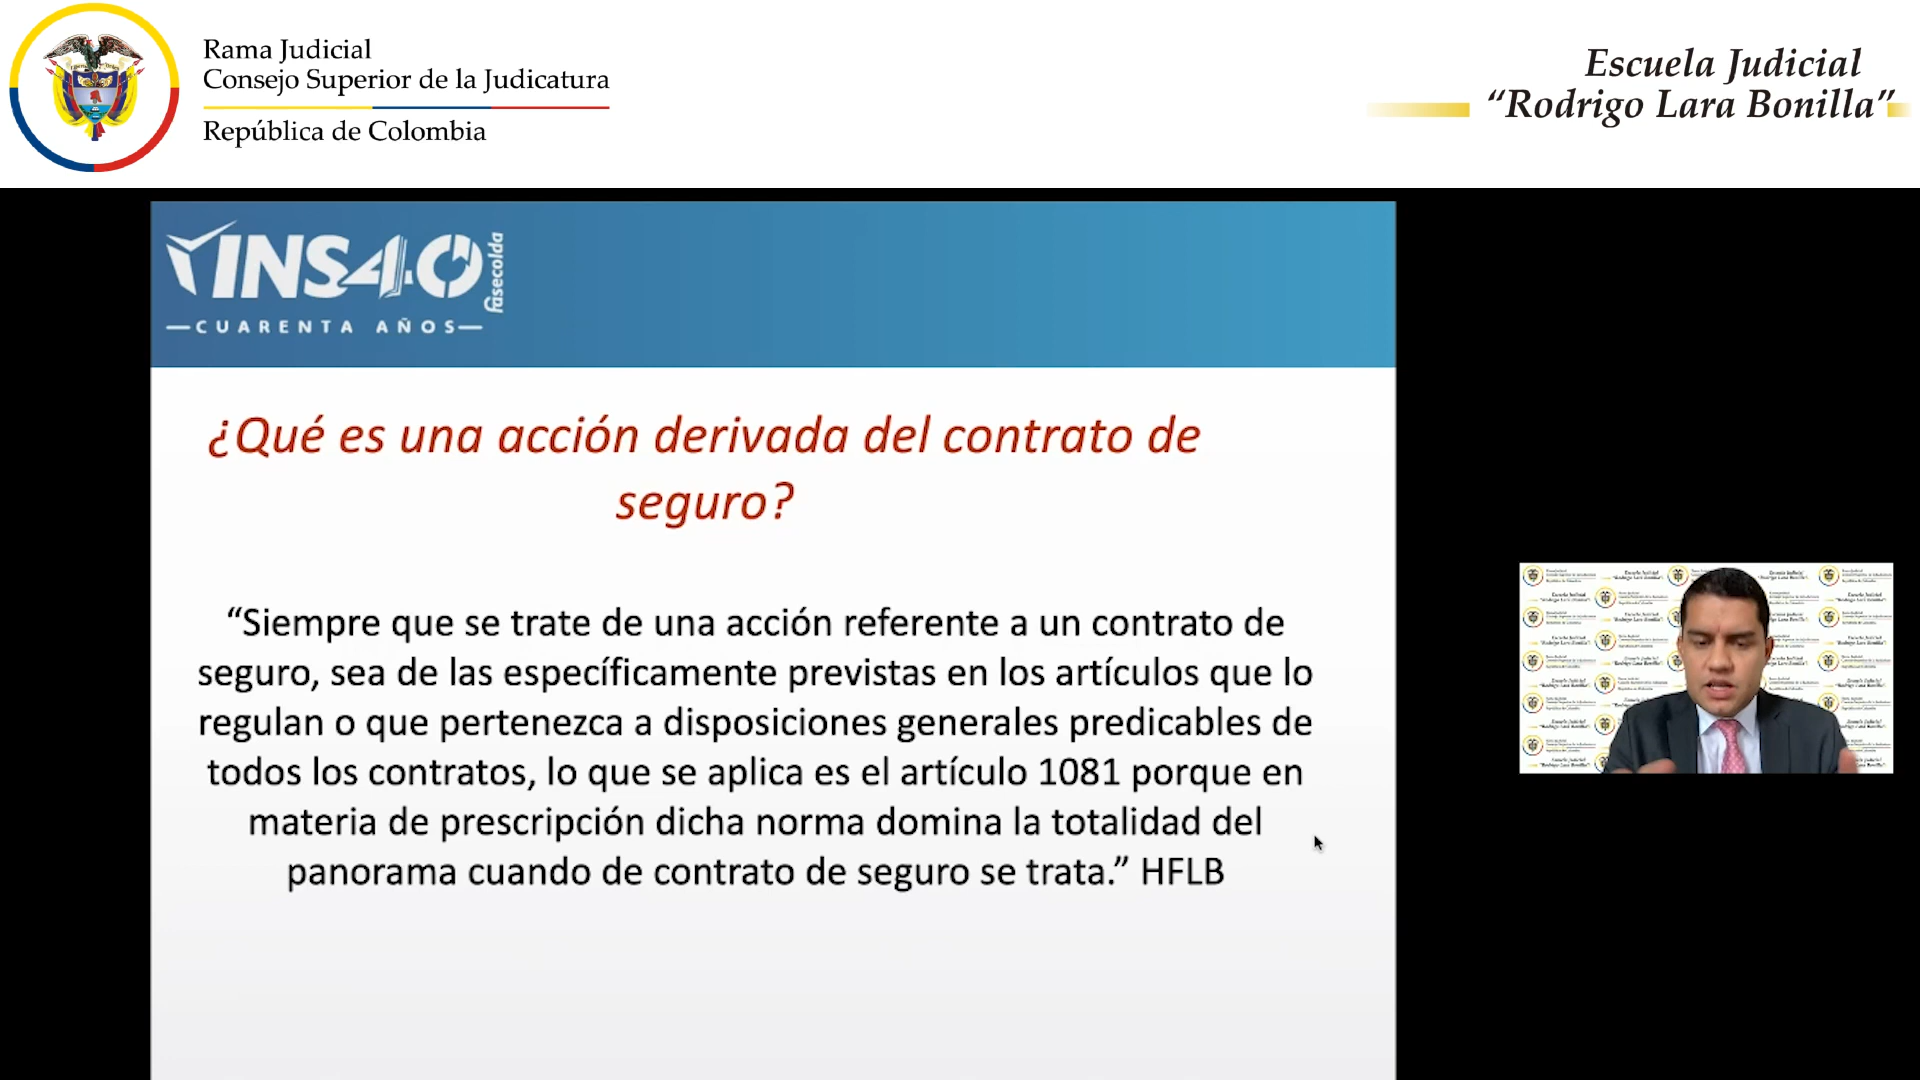 Rama Judicial
Consejo Superior de la Judicatura
República de Colombia
Escuela Judicial
“Rodrigo Lara Bonilla”
INS40
fasecolda
CUARENTA AÑOS
¿Qué es una acción derivada del contrato de
seguro?
“Siempre que se trate de una acción referente a un contrato de
seguro, sea de las específicamente previstas en los artículos que lo
regulan o que pertenezca a disposiciones generales predicables de
todos los contratos, lo que se aplica es el artículo 1081 porque en
materia de prescripción dicha norma domina la totalidad del
panorama cuando de contrato de seguro se trata.” HFLB